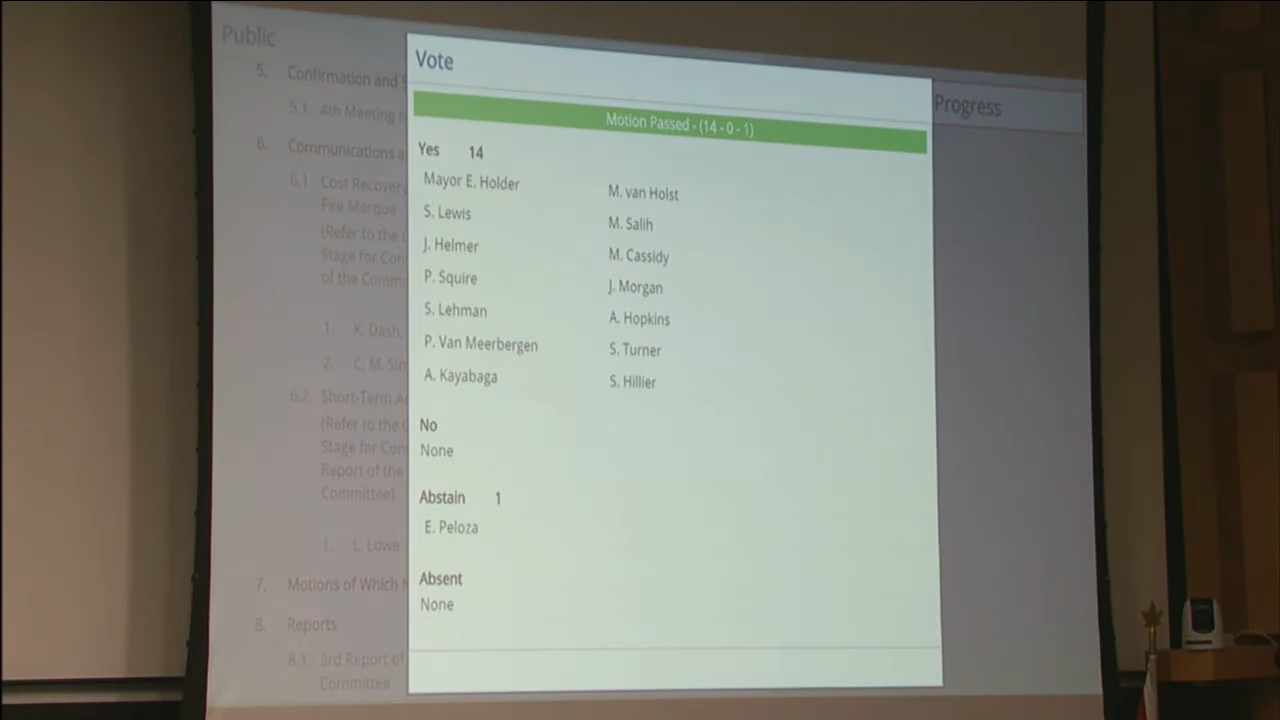 Public
5. Confirmation and
5.1. 4th Meeting
6. Communications a
6.1. Cost Recovery
Fire Marque
(Refer to the
Stage for Con
of the Commu
1. K. Dash,
2. C. M. Sin
6.2. Short-Term A
(Refer to the
Stage for Con
Report of the
Committee)
1. L. Lowe
7. Motions of Which
8. Reports
8.1. 3rd Report of
Committee
Vote
Motion Passed - (14 - 0 - 1)
Yes 14
Mayor E. Holder M. van Holst
S. Lewis M. Salih
J. Helmer M. Cassidy
P. Squire J. Morgan
S. Lehman A. Hopkins
P. Van Meerbergen S. Turner
A. Kayabaga S. Hillier
No
None
Abstain 1
E. Peloza
Absent
None
Progress